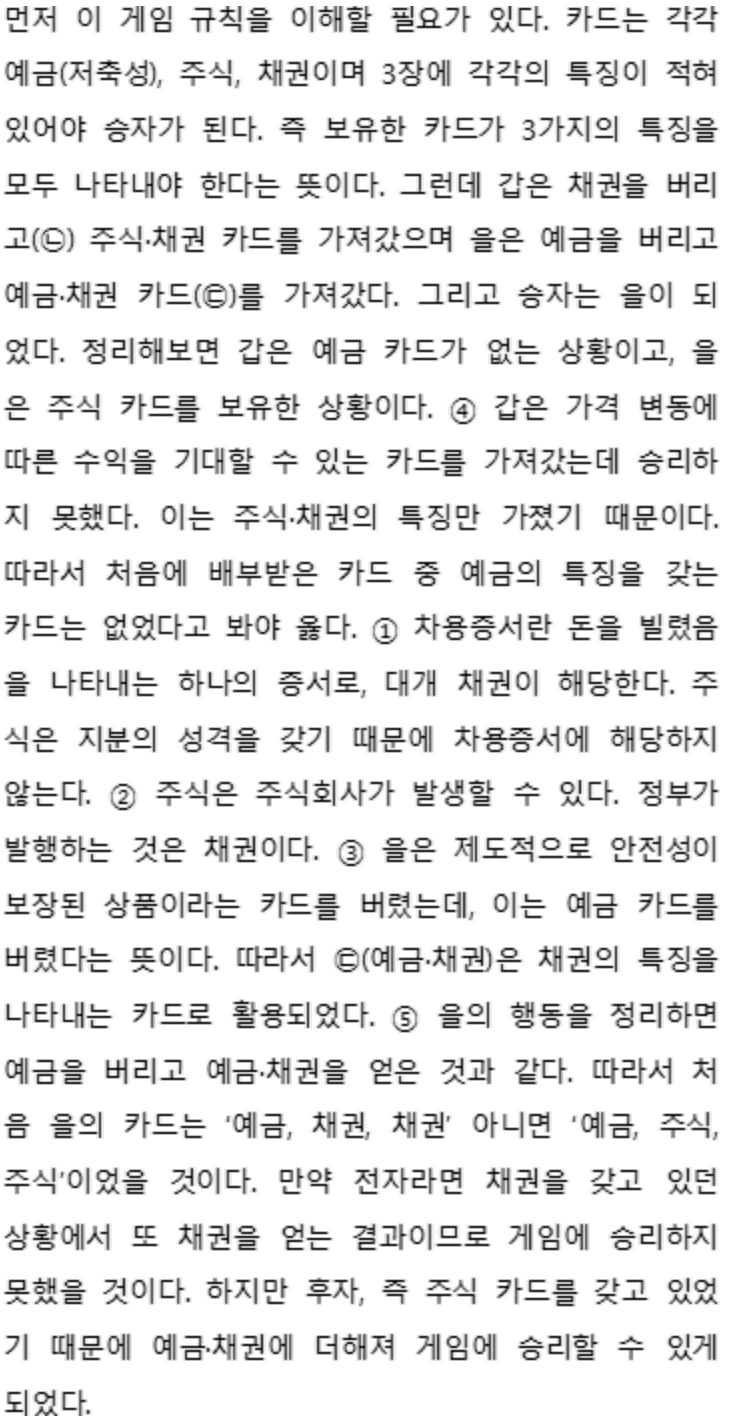 먼저 이 게임 규칙을 이해할 필요가 있다. 카드는 각각
예금(저축성), 주식, 채권이며 3장에 각각의 특징이 적혀
있어야 승자가 된다. 즉 보유한 카드가 3가지의 특징을
모두 나타내야 한다는 뜻이다. 그런데 갑은 채권을 버리
고(㉡) 주식·채권 카드를 가져갔으며 을은 예금을 버리고
예금·채권 카드(㉢)를 가져갔다. 그리고 승자는 을이 되
었다. 정리해보면 갑은 예금 카드가 없는 상황이고, 을
은 주식 카드를 보유한 상황이다. ④ 갑은 가격 변동에
따른 수익을 기대할 수 있는 카드를 가져갔는데 승리하
지 못했다. 이는 주식·채권의 특징만 가졌기 때문이다.
따라서 처음에 배부받은 카드 중 예금의 특징을 갖는
카드는 없었다고 봐야 옳다. ① 차용증서란 돈을 빌렸음
을 나타내는 하나의 증서로, 대개 채권이 해당한다. 주
식은 지분의 성격을 갖기 때문에 차용증서에 해당하지
않는다. ② 주식은 주식회사가 발생할 수 있다. 정부가
발행하는 것은 채권이다. ③ 을은 제도적으로 안전성이
보장된 상품이라는 카드를 버렸는데, 이는 예금 카드를
버렸다는 뜻이다. 따라서 ㉢(예금·채권)은 채권의 특징을
나타내는 카드로 활용되었다. ⑤ 을의 행동을 정리하면
예금을 버리고 예금·채권을 얻은 것과 같다. 따라서 처
음 을의 카드는 ‘예금, 채권, 채권’ 아니면 ‘예금, 주식,
주식’이었을 것이다. 만약 전자라면 채권을 갖고 있던
상황에서 또 채권을 얻는 결과이므로 게임에 승리하지
못했을 것이다. 하지만 후자, 즉 주식 카드를 갖고 있었
기 때문에 예금·채권에 더해져 게임에 승리할 수 있게
되었다.